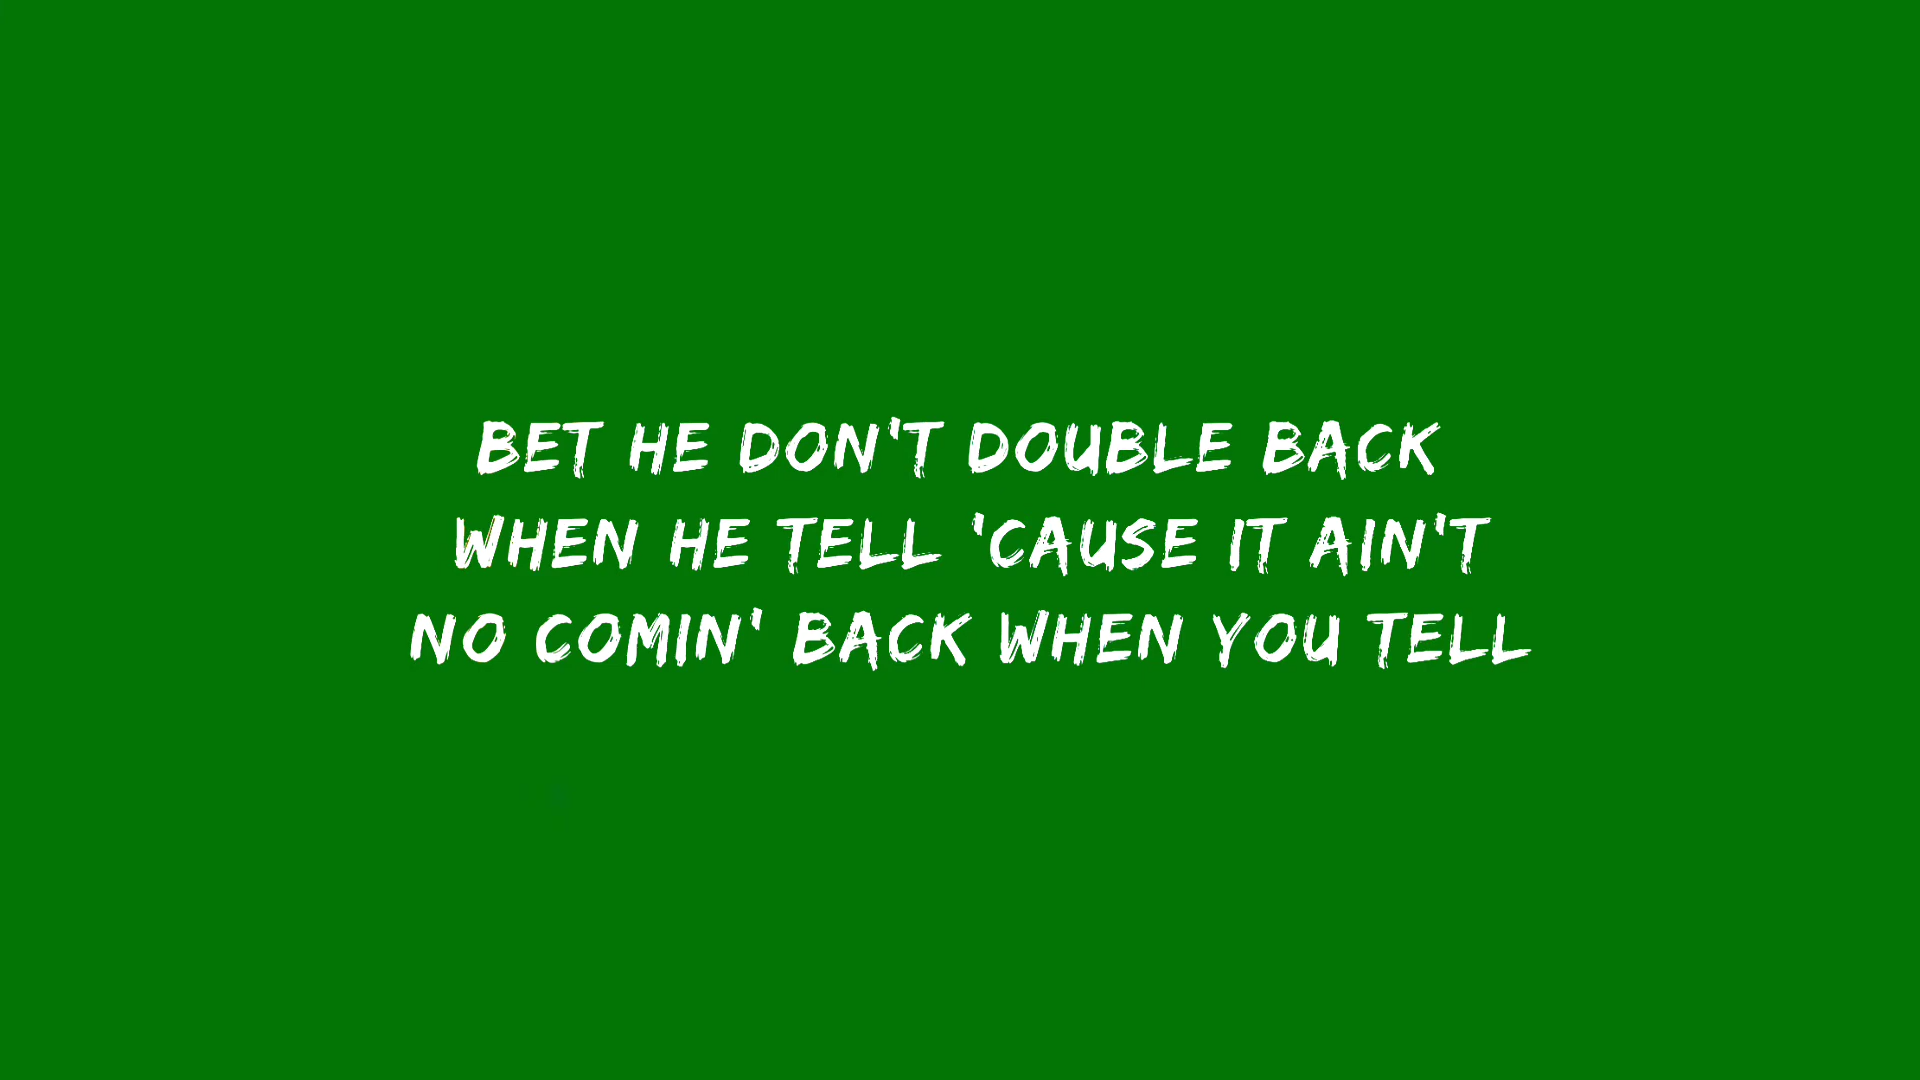 BET HE DON'T DOUBLE BACK
WHEN HE TELL 'CAUSE IT AIN'T
NO COMIN' BACK WHEN YOU TELL